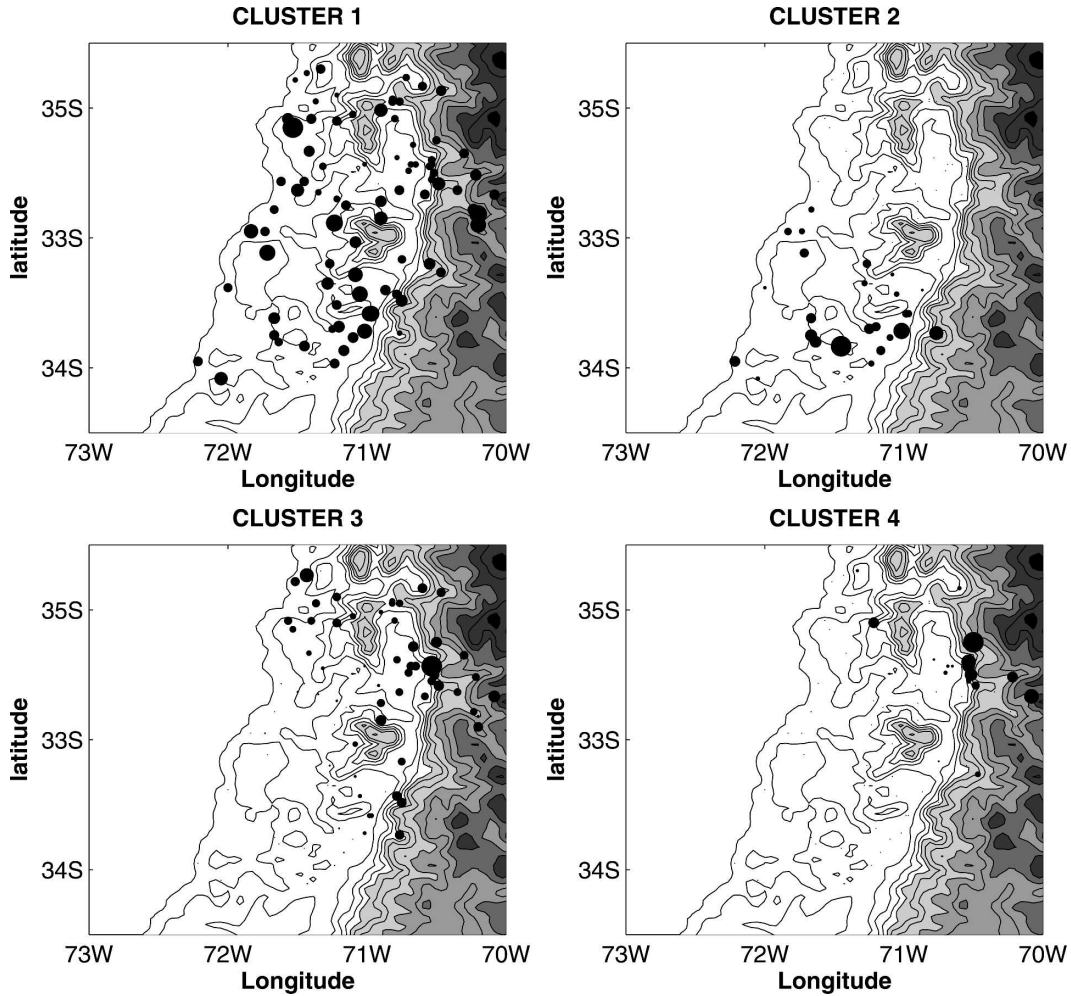 CLUSTER 1
35S
33S
34S
latitude
73W 72W 71W 70W
Longitude
CLUSTER 2
35S
33S
34S
latitude
73W 72W 71W 70W
Longitude
CLUSTER 3
35S
33S
34S
latitude
73W 72W 71W 70W
Longitude
CLUSTER 4
35S
33S
34S
latitude
73W 72W 71W 70W
Longitude